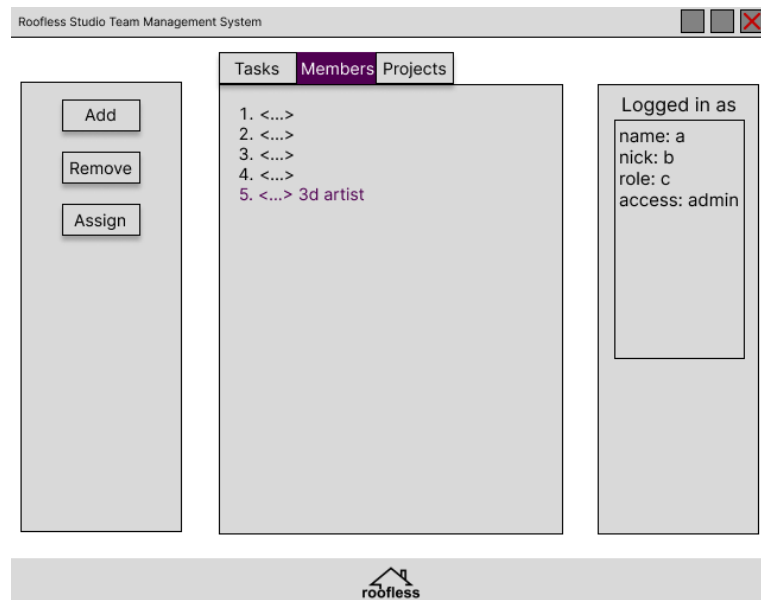 Roofless Studio Team Management System
Tasks Members Projects
Add
Remove
Assign
1. <...>
2. <...>
3. <...>
4. <...>
5. <...> 3d artist
Logged in as
name: a
nick: b
role: c
access: admin
roofless